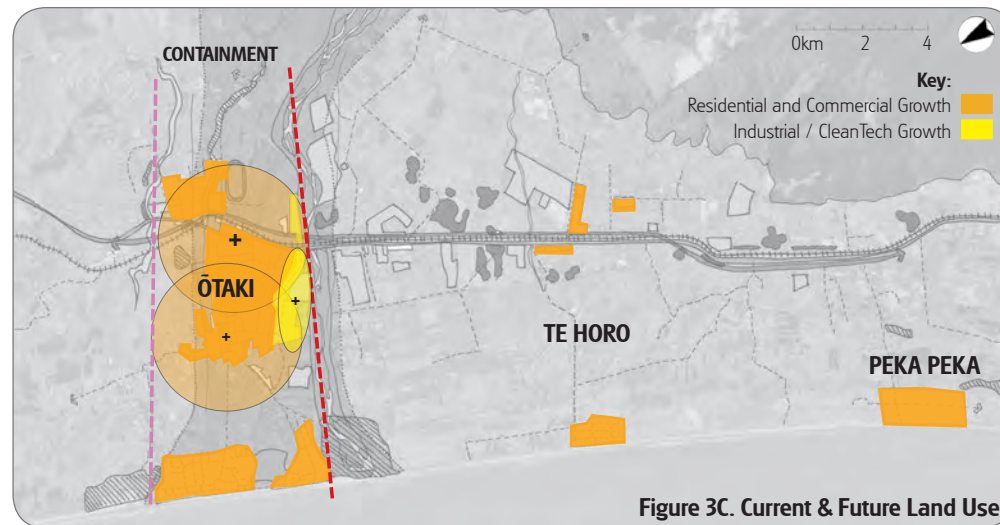 CONTAINMENT
0km 2 4
Key:
Residential and Commercial Growth
Industrial / CleanTech Growth
ŌTAKI
TE HORO
PEKA PEKA
Figure 3C. Current & Future Land Use